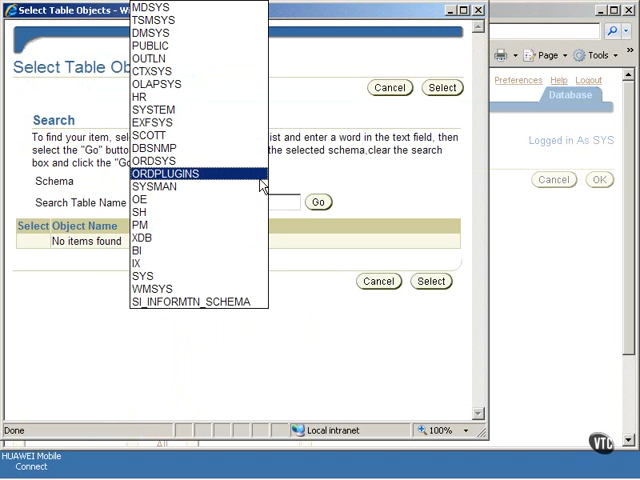 Select Table Objects - W
MDSYS
TSMSYS
DMSYS
PUBLIC
OUTLN
CTXSYS
OLAPSYS
HR
SYSTEM
EXFSYS
SCOTT
DBSNMP
ORDSYS
ORDPLUGINS
SYSMAN
OE
SH
PM
XDB
BI
IX
SYS
WMSYS
SI_INFORMTN_SCHEMA
Select Table Ob
Cancel Select
Search
To find your item, sele list and enter a word in the text field, then
select the "Go" button the selected schema,clear the search
box and click the "Go
Schema
Search Table Name Go
Select Object Name
No items found
Cancel Select
Done Local intranet 100%
Page Tools
Preferences Help Logout
Database
Logged in As SYS
Cancel OK
VTC
HUAWEI Mobile
Connect